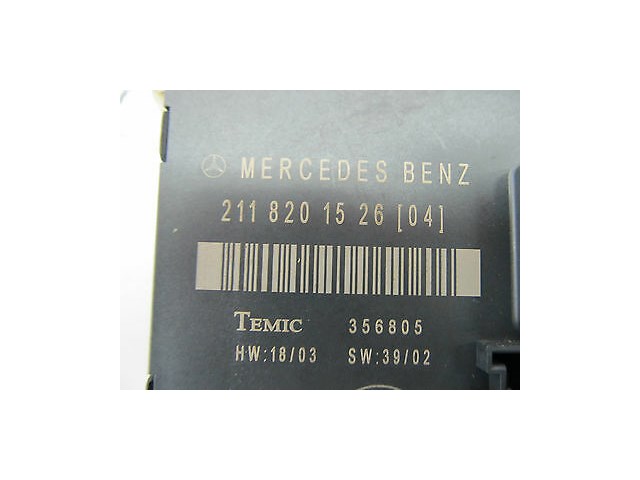 MERCEDES BENZ
211 820 15 26 [04]
TEMIC 356805
HW:18/03 SW:39/02